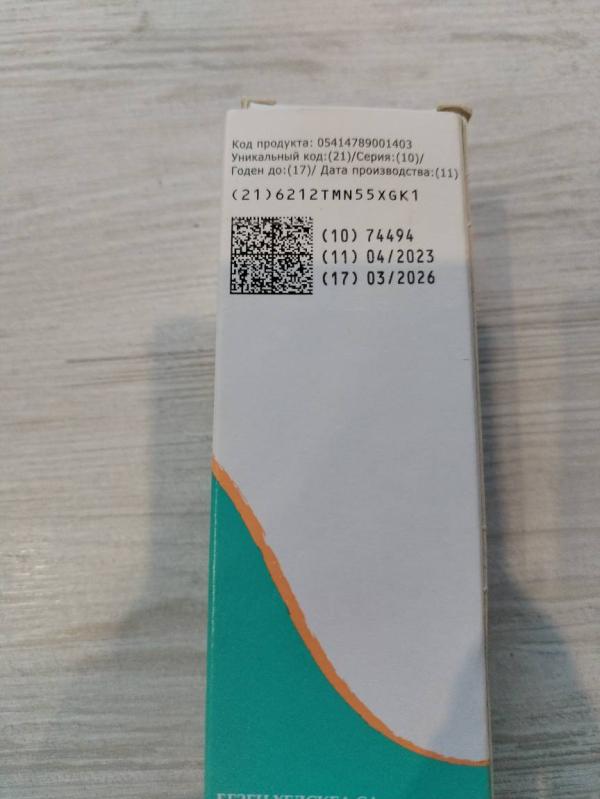 Код продукта: 05414789001403
Уникальный код:(21)/Серия:(10)/
Годен до:(17)/ Дата производства:(11)
(21)6212TMN55XGK1
(10) 74494
(11) 04/2023
(17) 03/2026